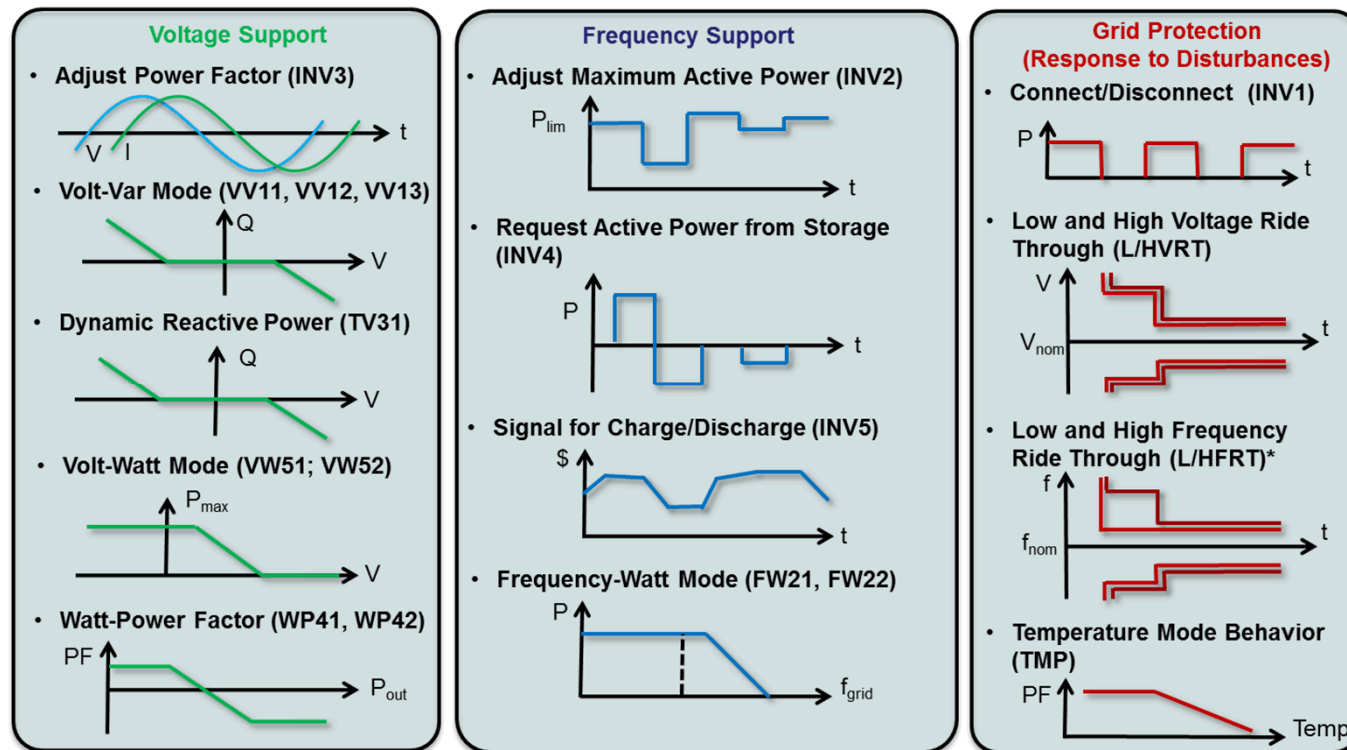 Voltage Support
• Adjust Power Factor (INV3)
t
V I
• Volt-Var Mode (VV11, VV12, VV13)
Q
V
• Dynamic Reactive Power (TV31)
Q
V
• Volt-Watt Mode (VW51; VW52)
Pmax
V
• Watt-Power Factor (WP41, WP42)
PF
Pout
Frequency Support
• Adjust Maximum Active Power (INV2)
Plim
t
• Request Active Power from Storage
(INV4)
P
t
• Signal for Charge/Discharge (INV5)
$
t
• Frequency-Watt Mode (FW21, FW22)
P
fgrid
Grid Protection
(Response to Disturbances)
• Connect/Disconnect (INV1)
P
t
• Low and High Voltage Ride
Through (L/HVRT)
V
t
Vnom
• Low and High Frequency
Ride Through (L/HFRT)*
f
t
fnom
• Temperature Mode Behavior
(TMP)
PF
Temp